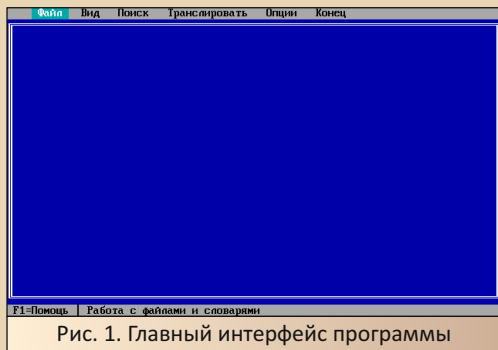 Файл Вид Поиск Транслировать Опции Конец
F1=Помощь | Работа с файлами и словарями
Рис. 1. Главный интерфейс программы